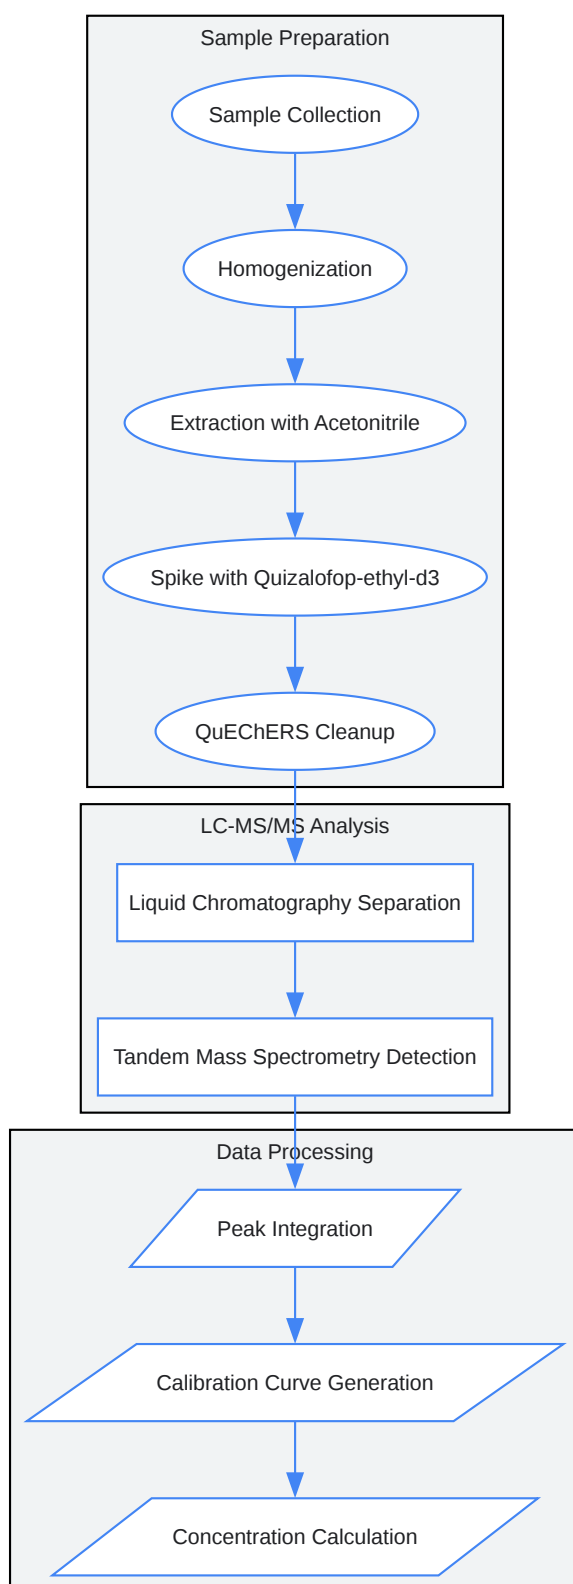 Sample Preparation
Sample Collection
Homogenization
Extraction with Acetonitrile
Spike with Quizalofop-ethyl-d3
QuEChERS Cleanup
LC-MS/MS Analysis
Liquid Chromatography Separation
Tandem Mass Spectrometry Detection
Data Processing
Peak Integration
Calibration Curve Generation
Concentration Calculation